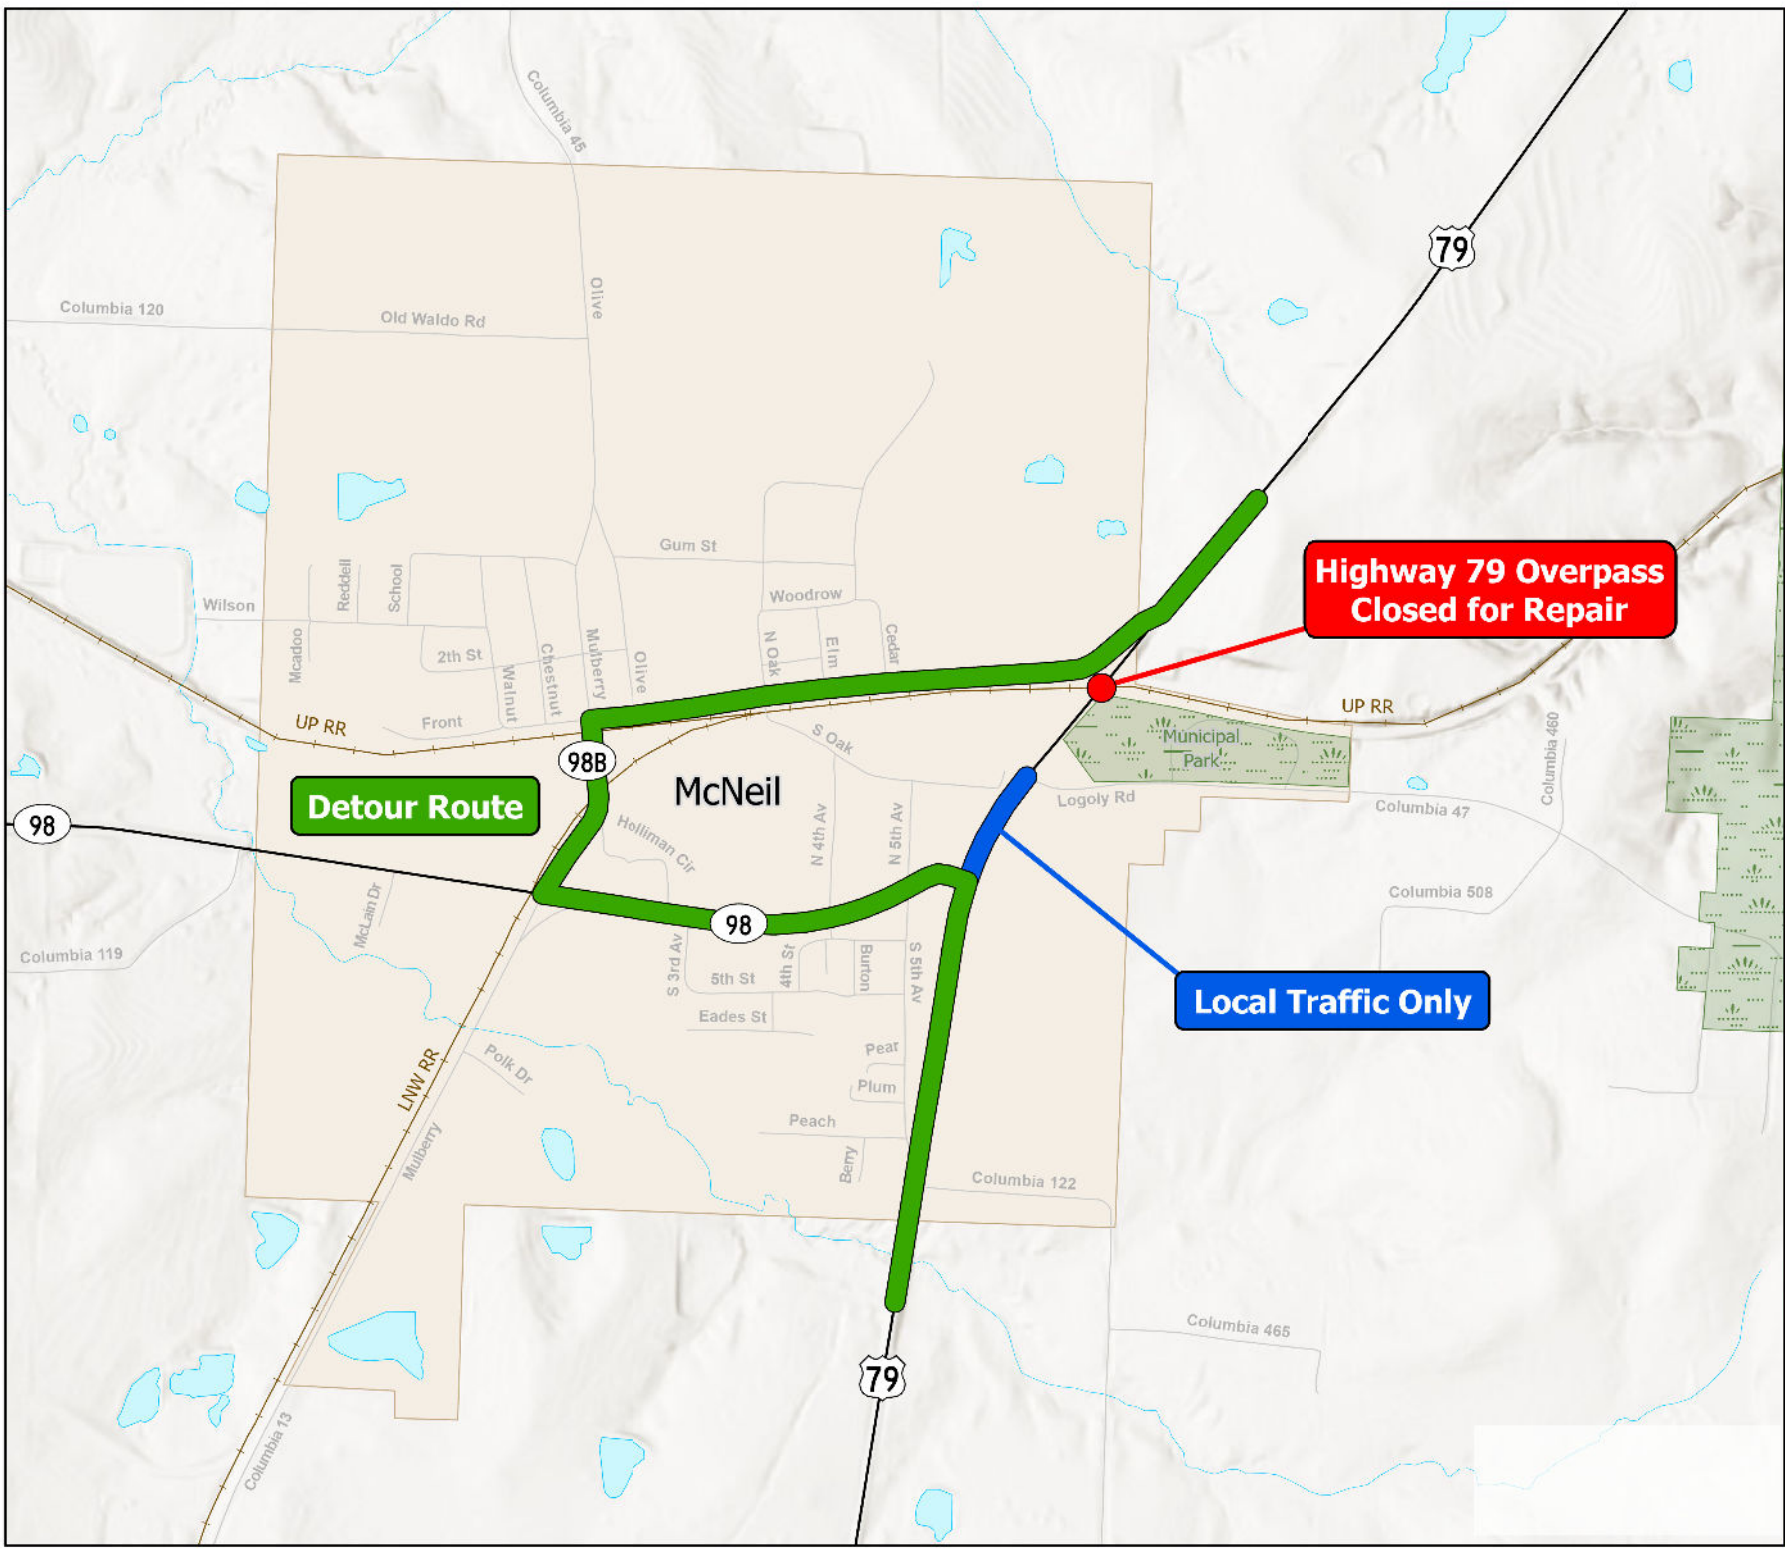 Columbia 45
79
Olive
Columbia 120
Old Waldo Rd
Gum St
Highway 79 Overpass
Closed for Repair
Reddell
School
Wilson
Woodrow
Mcadoo
2th St
Walnut
Chestnut
Mulberry
Olive
N Oak
Elm
Cedar
Front
UP RR
UP RR
Columbia 460
98B
S Oak
Municipal
Park
McNeil
Detour Route
Logoly Rd
Columbia 47
98
Holliman Cir
N 4th Av
N 5th Av
Columbia 508
McLain Dr
98
Columbia 119
S 3rd Av
5th St
4th St
Burton
S 5th Av
Local Traffic Only
Eades St
LNW RR
Polk Dr
Pear
Plum
Peach
Mulberry
Berry
Columbia 122
Columbia 465
79
Columbia 13